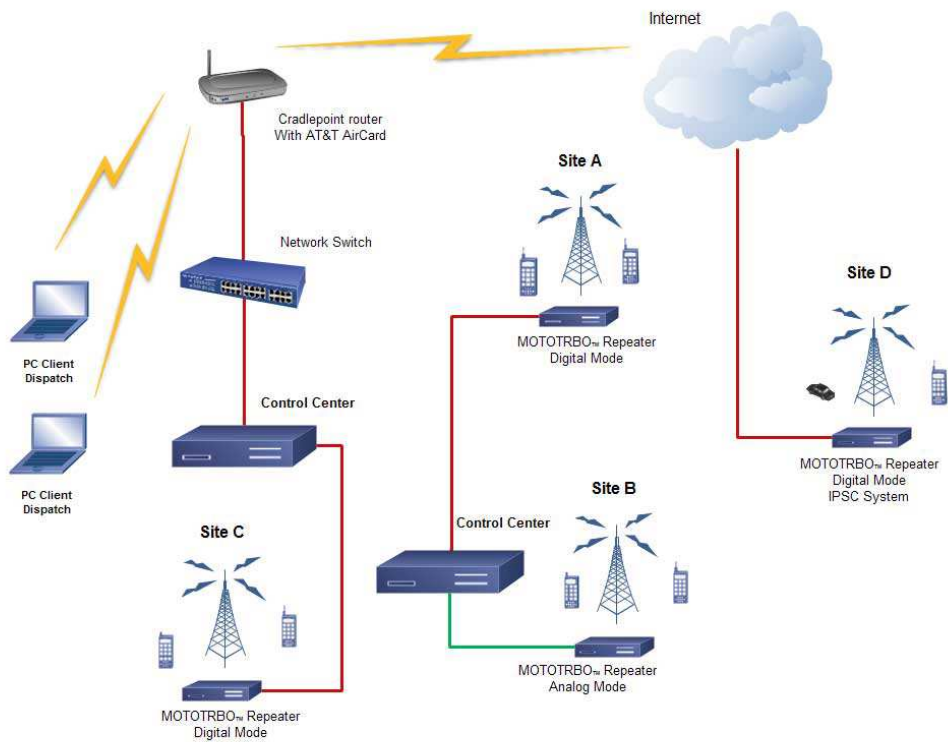 Internet
Cradlepoint router
With AT&T AirCard
Site A
Network Switch
Site D
PC Client
Dispatch
MOTOTRBO™ Repeater
Digital Mode
Control Center
PC Client
Dispatch
MOTOTRBO™ Repeater
Digital Mode
IPSC System
Site B
Control Center
Site C
MOTOTRBO™ Repeater
Analog Mode
MOTOTRBO™ Repeater
Digital Mode